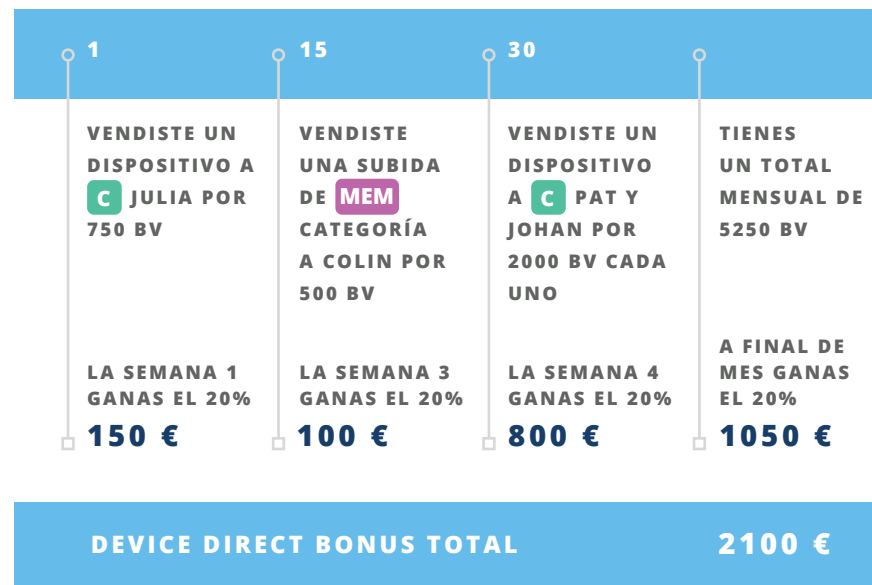 1
VENDISTE UN
DISPOSITIVO A
C JULIA POR
750 BV
LA SEMANA 1
GANAS EL 20%
150 €
15
VENDISTE
UNA SUBIDA
DE MEM
CATEGORÍA
A COLIN POR
500 BV
LA SEMANA 3
GANAS EL 20%
100 €
30
VENDISTE UN
DISPOSITIVO
A C PAT Y
JOHAN POR
2000 BV CADA
UNO
LA SEMANA 4
GANAS EL 20%
800 €
TIENES
UN TOTAL
MENSUAL DE
5250 BV
A FINAL DE
MES GANAS
EL 20%
1050 €
DEVICE DIRECT BONUS TOTAL 2100 €